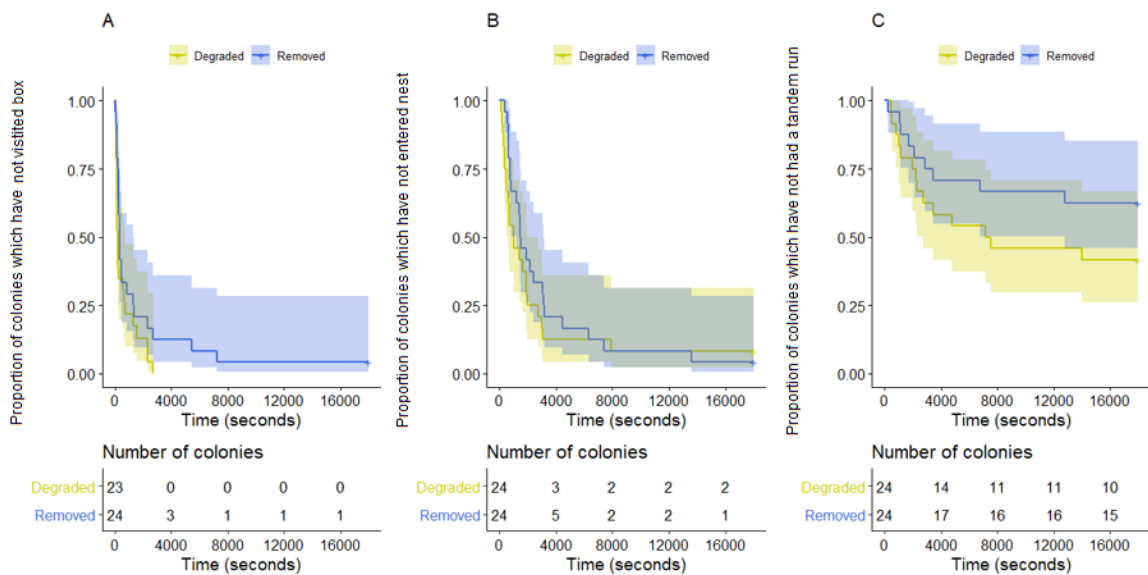 A
Degraded Removed
Proportion of colonies which have not vistited box
1.00
0.75
0.50
0.25
0.00
0 4000 8000 12000 16000
Time (seconds)
Number of colonies
Degraded 23 0 0 0 0
Removed 24 3 1 1 1
0 4000 8000 12000 16000
Time (seconds)
B
Degraded Removed
Proportion of colonies which have not entered nest
1.00
0.75
0.50
0.25
0.00
0 4000 8000 12000 16000
Time (seconds)
Number of colonies
Degraded 24 3 2 2 2
Removed 24 5 2 2 1
0 4000 8000 12000 16000
Time (seconds)
C
Degraded Removed
Proportion of colonies which have not had a tandem run
1.00
0.75
0.50
0.25
0.00
0 4000 8000 12000 16000
Time (seconds)
Number of colonies
Degraded 24 14 11 11 10
Removed 24 17 16 16 15
0 4000 8000 12000 16000
Time (seconds)